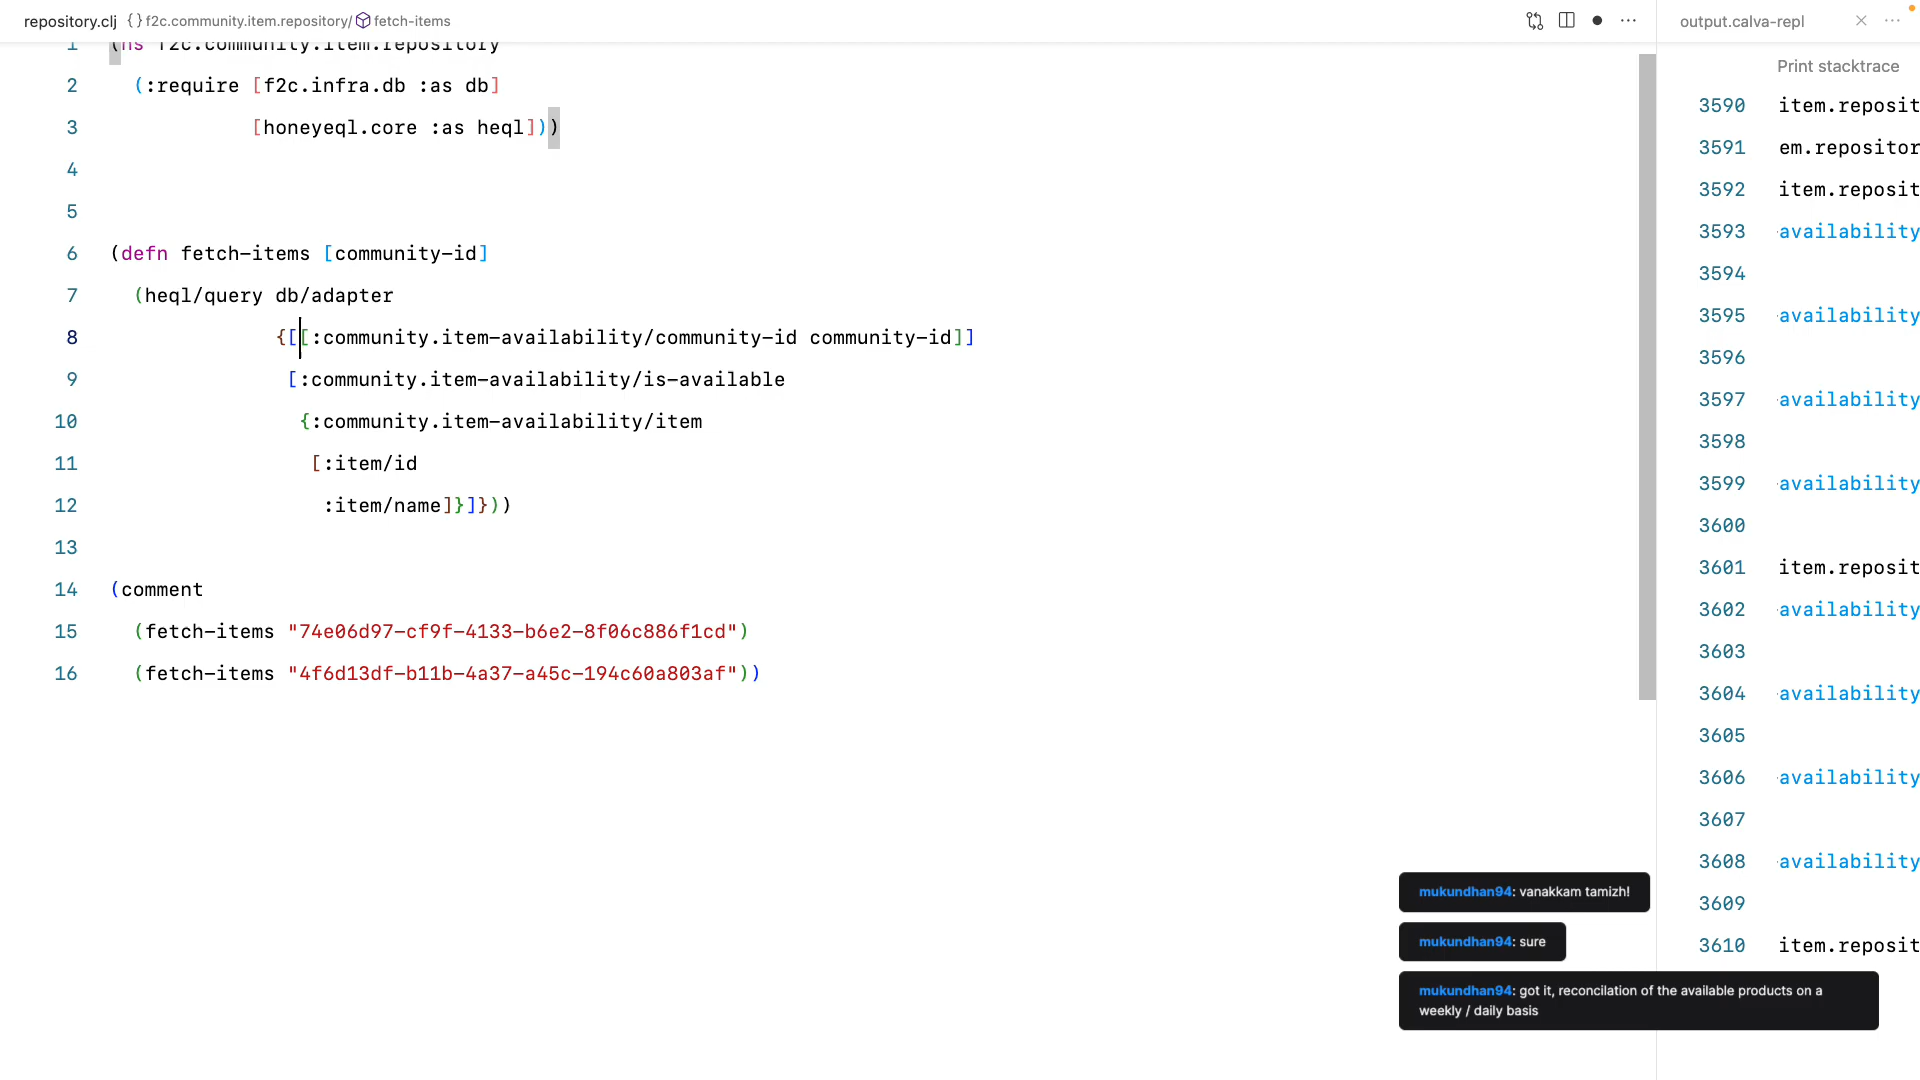 repository.clj {} f2c.community.item.repository/ fetch-items
output.calva-repl
1 (ns f2c.community.item.repository
2 (:require [f2c.infra.db :as db]
3 [honeyeql.core :as heql]))
4
5
6 (defn fetch-items [community-id]
7 (heql/query db/adapter
8 {[[:community.item-availability/community-id community-id]]
9 [:community.item-availability/is-available
10 {:community.item-availability/item
11 [:item/id
12 :item/name]}]}))
13
14 (comment
15 (fetch-items "74e06d97-cf9f-4133-b6e2-8f06c886f1cd")
16 (fetch-items "4f6d13df-b11b-4a37-a45c-194c60a803af"))
Print stacktrace
3590 item.reposit
3591 em.repositor
3592 item.reposit
3593 availability
3594
3595 availability
3596
3597 availability
3598
3599 availability
3600
3601 item.reposit
3602 availability
3603
3604 availability
3605
3606 availability
3607
3608 availability
3609
3610 item.reposit
mukundhan94: vanakkam tamizh!
mukundhan94: sure
mukundhan94: got it, reconcilation of the available products on a
weekly / daily basis